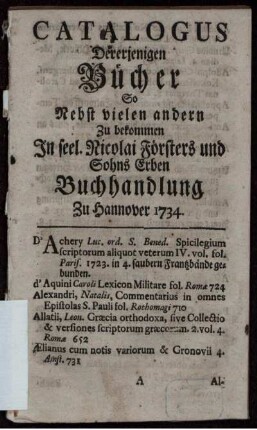 CATALOGUS
Dererjenigen
Bücher
So
Nebst vielen andern
Zu bekommen
In seel. Nicolai Försters und
Sohns Erben
Buchhandlung
Zu Hannover 1734.
D'Achery Luc. ord. S. Bened. Spicilegium
scriptorum aliquot veterum IV. vol. fol.
Paris. 1723. in 4. saubern Frantzbände ge-
bunden.
d'Aquini Caroli Lexicon Militare fol. Romæ 724
Alexandri, Natalis, Commentarius in omnes
Epistolas S. Pauli fol. Rothomagi 710
Allatii, Leon. Græcia orthodoxa, sive Collectio
& versiones scriptorum græcorum. 2. vol. 4.
Romæ 652
Ælianus cum notis variorum & Gronovii 4.
Amst. 731
A Al-